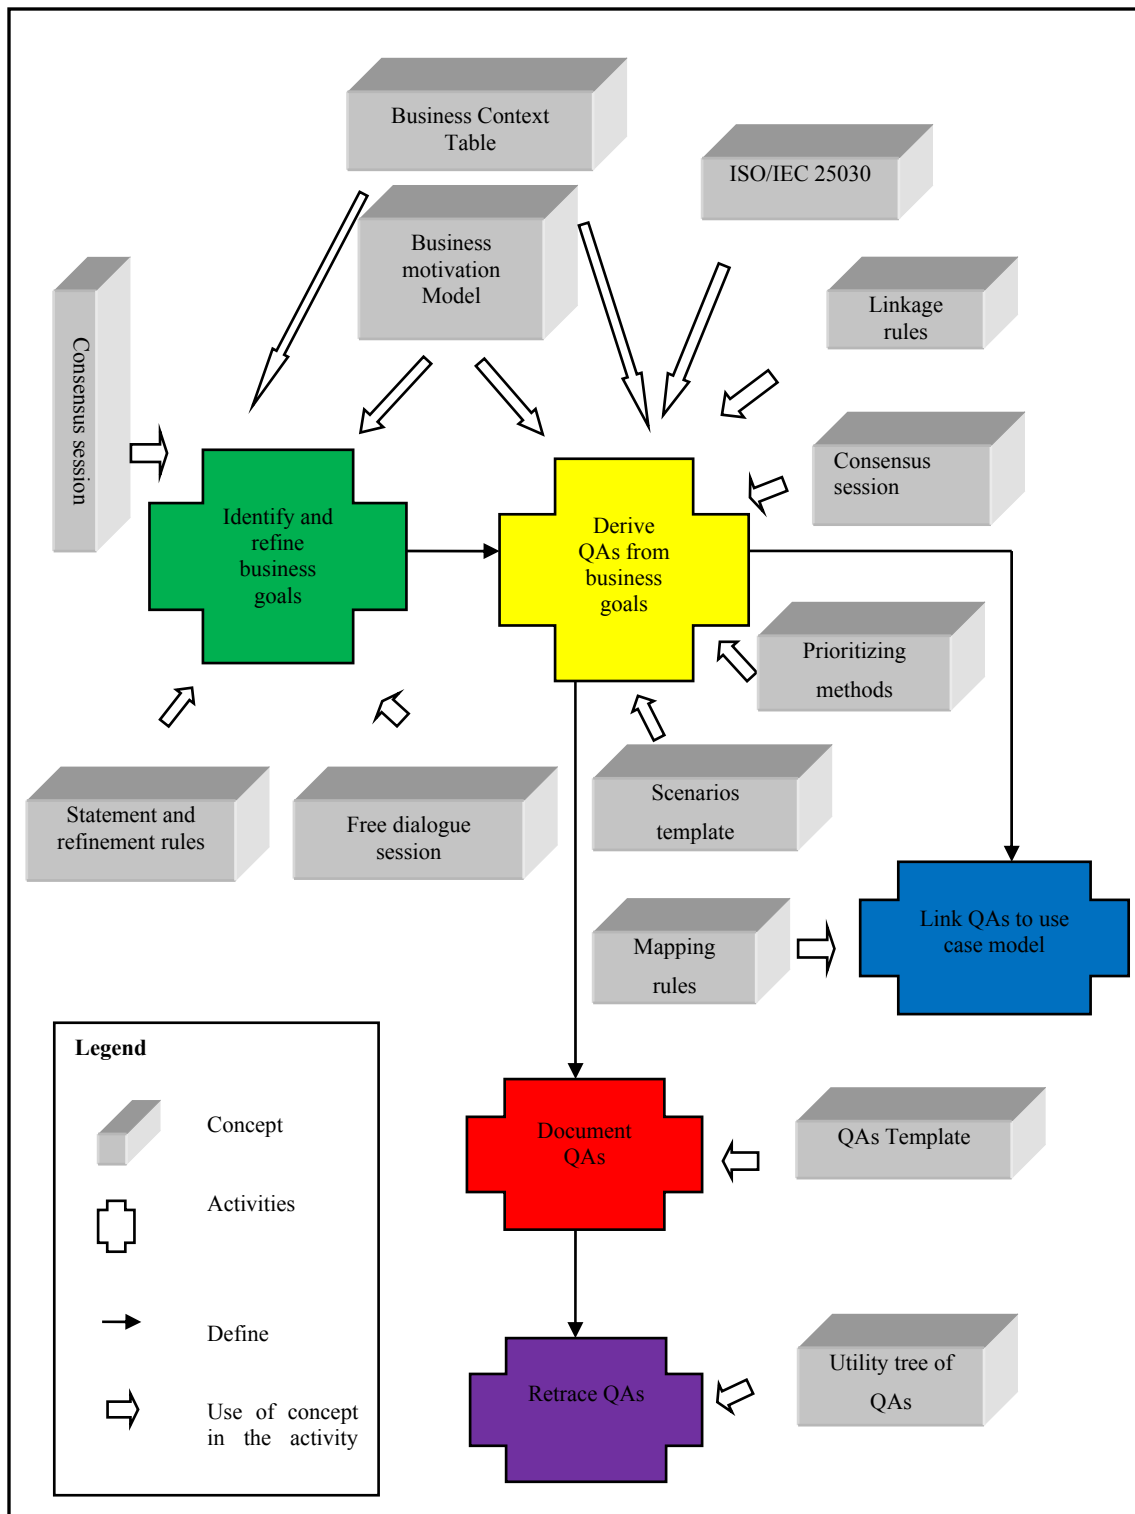 Business Context
Table
ISO/IEC 25030
Business
motivation
Model
Linkage
rules
Consensus session
Consensus
session
Identify and
refine
business
goals
Derive
QAs from
business
goals
Prioritizing
methods
Statement and
refinement rules
Free dialogue
session
Scenarios
template
Link QAs to use
case model
Mapping
rules
Legend
Concept
Activities
Define
Use of concept
in the activity
Document
QAs
QAs Template
Retrace QAs
Utility tree of
QAs